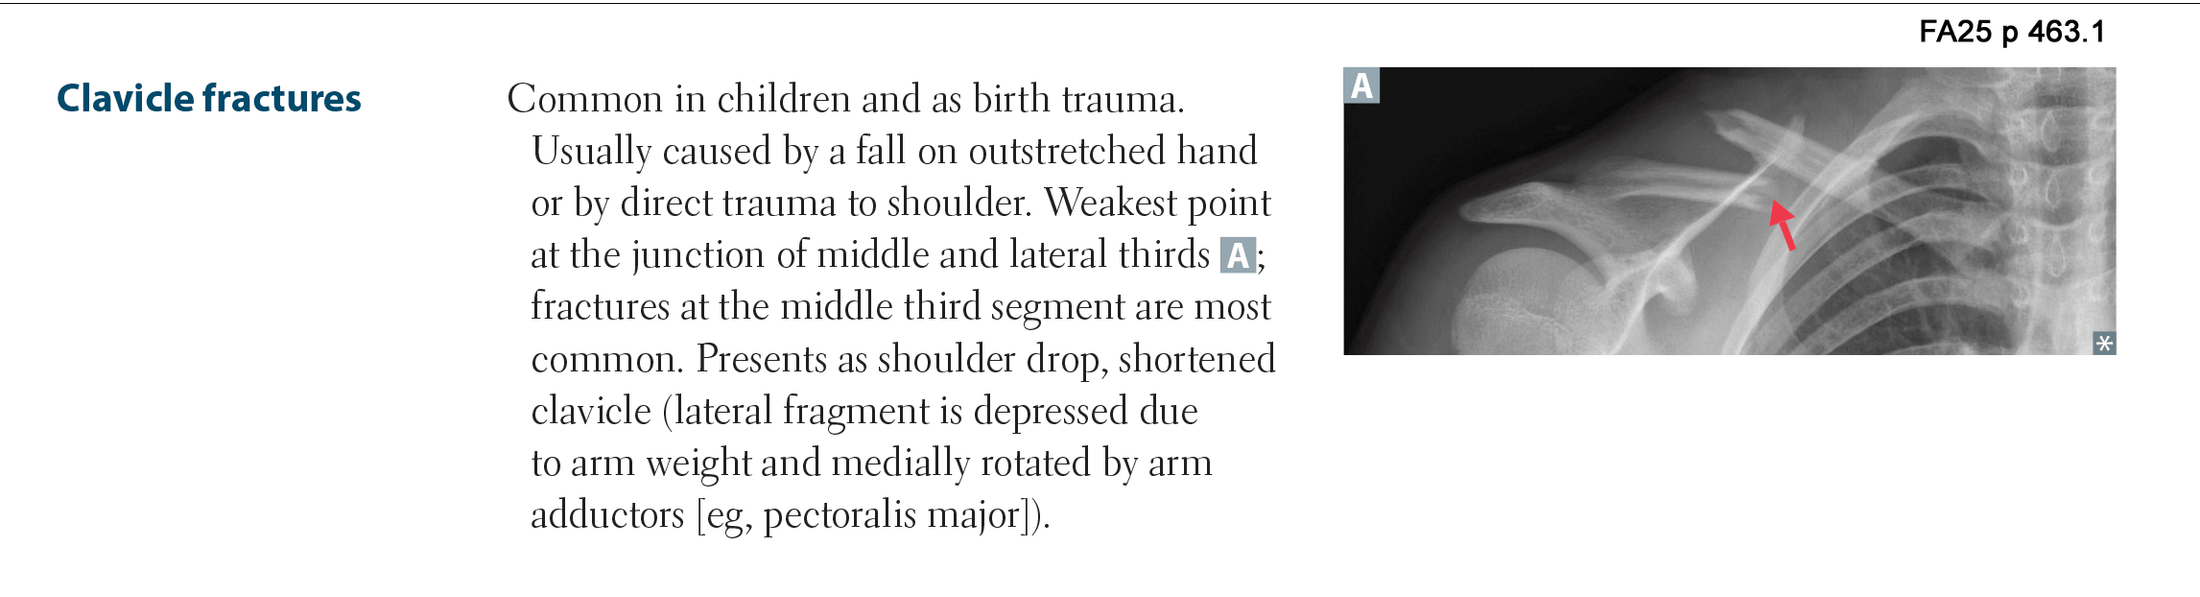 FA25 p 463.1
Clavicle fractures
Common in children and as birth trauma.
Usually caused by a fall on outstretched hand
or by direct trauma to shoulder. Weakest point
at the junction of middle and lateral thirds A;
fractures at the middle third segment are most
common. Presents as shoulder drop, shortened
clavicle (lateral fragment is depressed due
to arm weight and medially rotated by arm
adductors [eg, pectoralis major]).
A
*